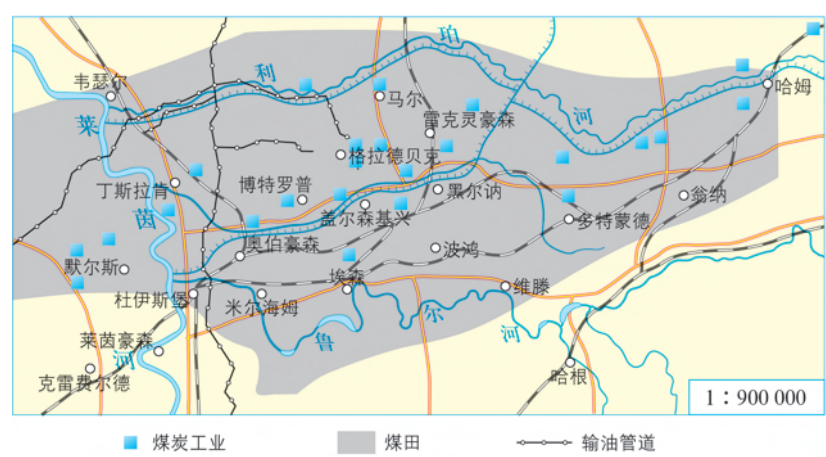 珀
利
韦瑟尔
马尔
哈姆
河
莱
雷克灵豪森
格拉德贝克
丁斯拉肯
博特罗普
黑尔讷
翁纳
茵
盖尔森基兴
多特蒙德
奥伯豪森
波鸿
默尔斯
埃森
维滕
杜伊斯堡
米尔海姆
尔
鲁
河
莱茵豪森
河
克雷费尔德
哈根
1：900 000
煤炭工业
煤田
输油管道